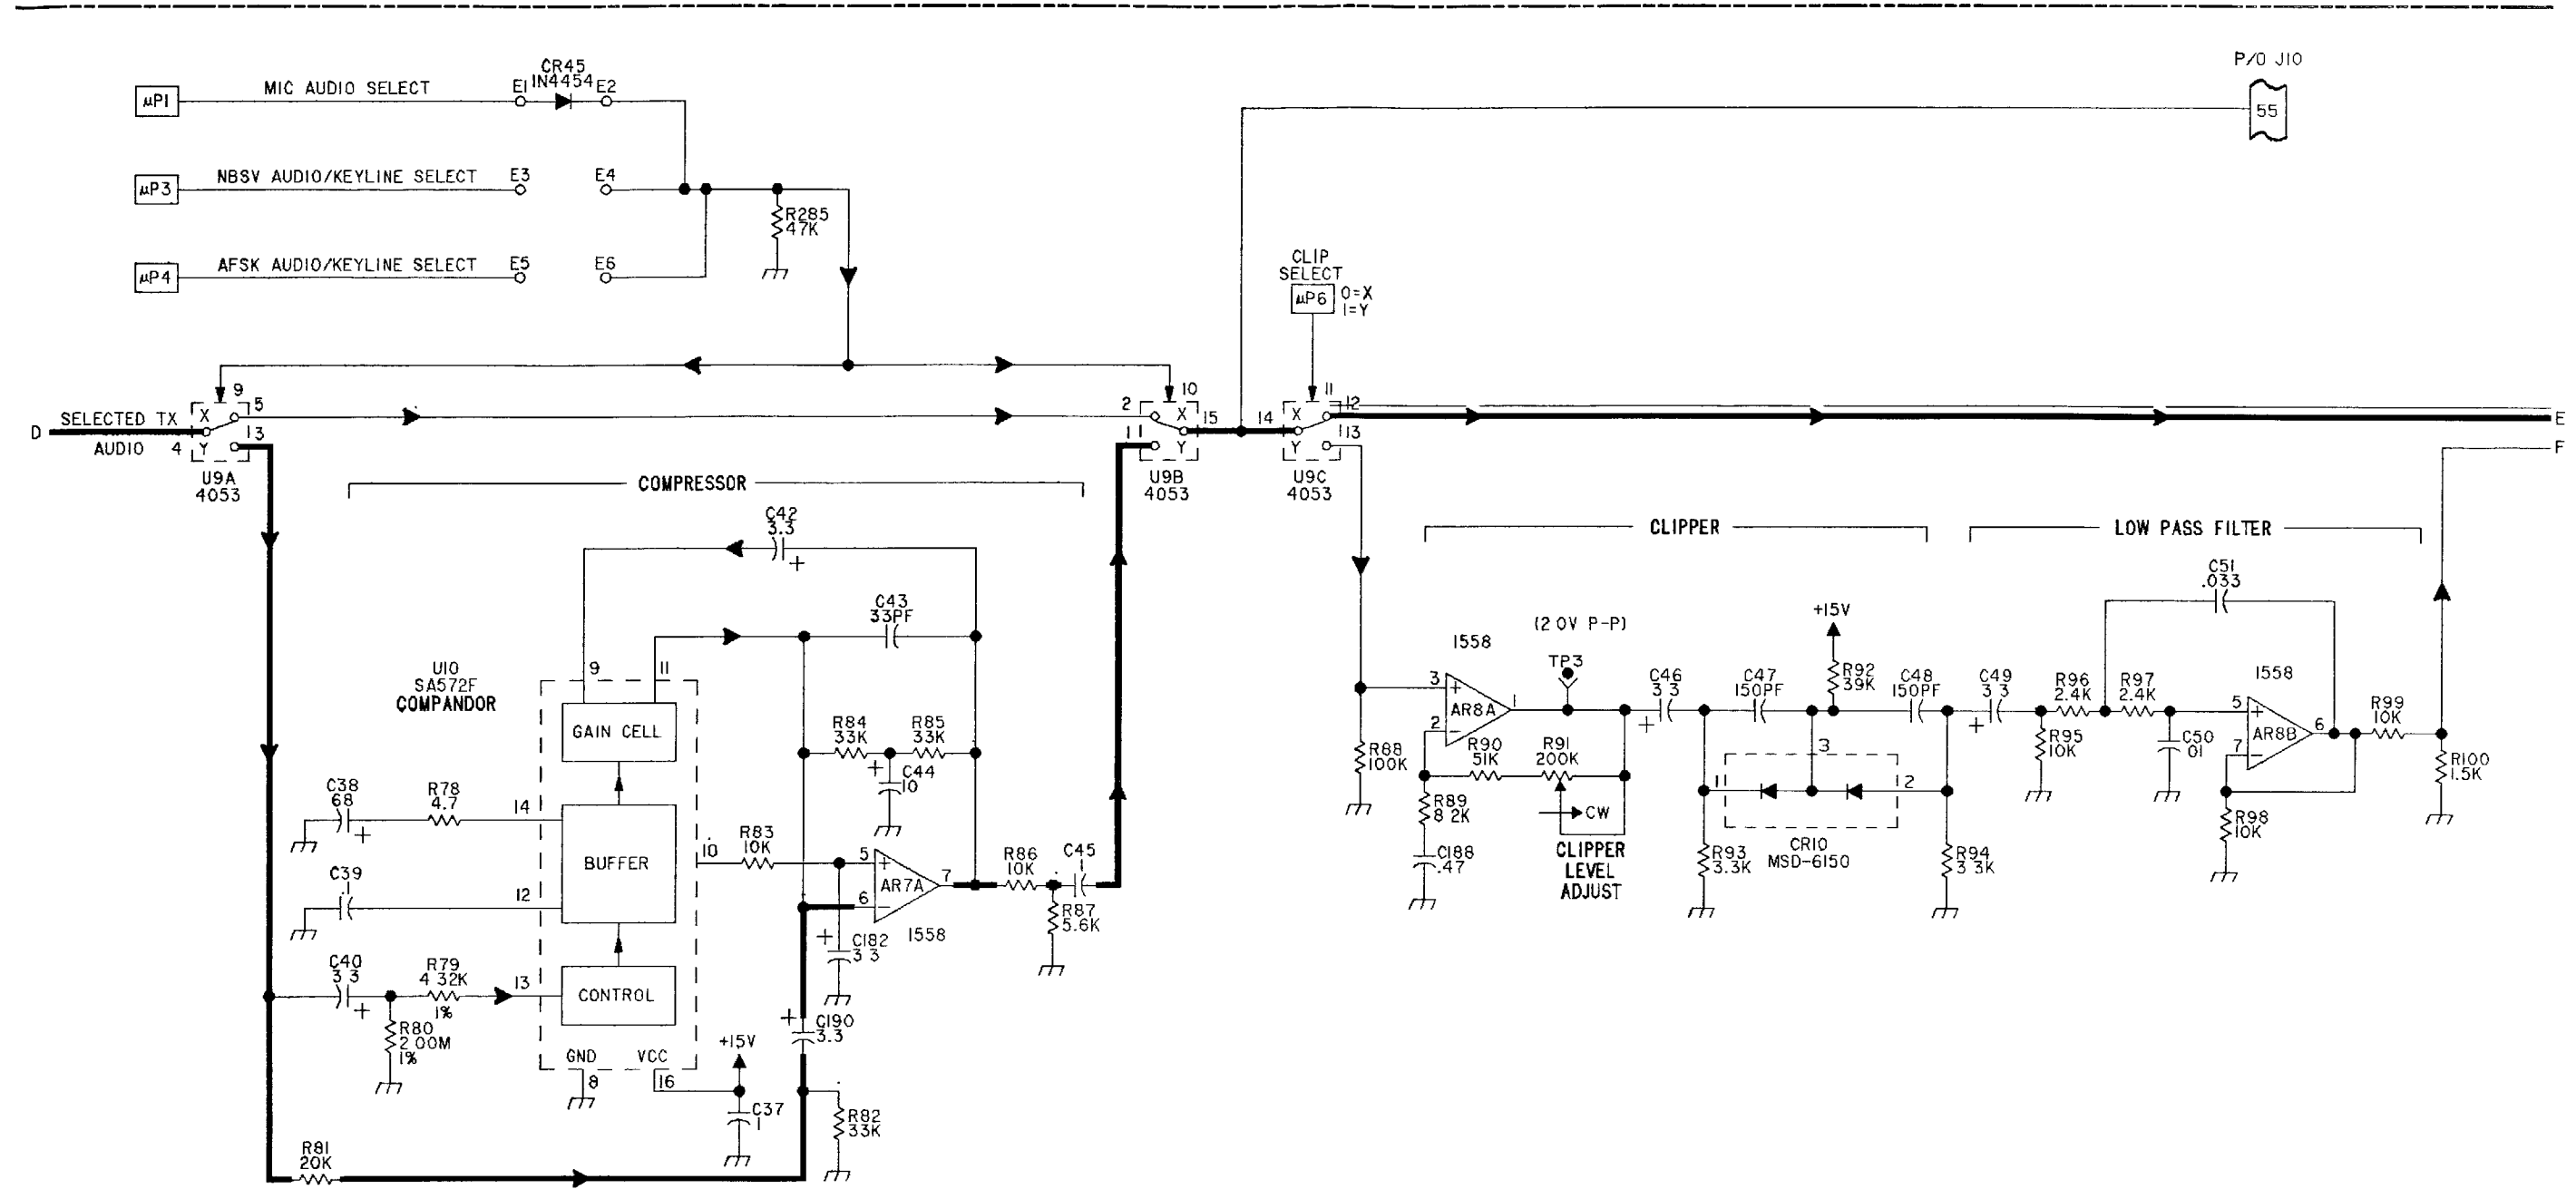 P/O J10
55
CR45
1N4454
μP1
MIC AUDIO SELECT
E1
E2
μP3
NBSV AUDIO/KEYLINE SELECT
E3
E4
R285
47K
μP4
AFSK AUDIO/KEYLINE SELECT
E5
E6
CLIP
SELECT
μP6
0=X
1=Y
D
SELECTED TX
AUDIO
4
9
X
5
Y
3
U9A
4053
10
2
X
15
1
Y
U9B
4053
11
14
X
12
Y
13
U9C
4053
E
F
COMPRESSOR
C42
3.3
+
C43
33PF
U10
SA572F
COMPANDOR
9
11
GAIN CELL
R84
33K
R85
33K
+
C44
10
C38
68
+
R78
4.7
14
BUFFER
10
R83
10K
C39
.1
12
5
+
AR7A
7
6
−
1558
R86
10K
C45
.1
R87
5.6K
+
C182
3.3
C40
3.3
+
R79
4.32K
1%
13
CONTROL
R80
2.00M
1%
+
C190
3.3
GND
VCC
8
16
+15V
C37
.1
R82
33K
R81
20K
CLIPPER
LOW PASS FILTER
C51
.033
+15V
(2.0V P-P)
1558
TP3
3
+
AR8A
1
2
−
C46
3.3
+
C47
150PF
R92
39K
C48
150PF
C49
3.3
+
R96
2.4K
R97
2.4K
1558
5
+
AR8B
6
7
−
R99
10K
R88
100K
R90
51K
R91
200K
R89
8.2K
CW
3
1
2
R95
10K
C50
.01
R100
1.5K
C188
.47
CLIPPER
LEVEL
ADJUST
R93
3.3K
CR10
MSD-6150
R94
3.3K
R98
10K